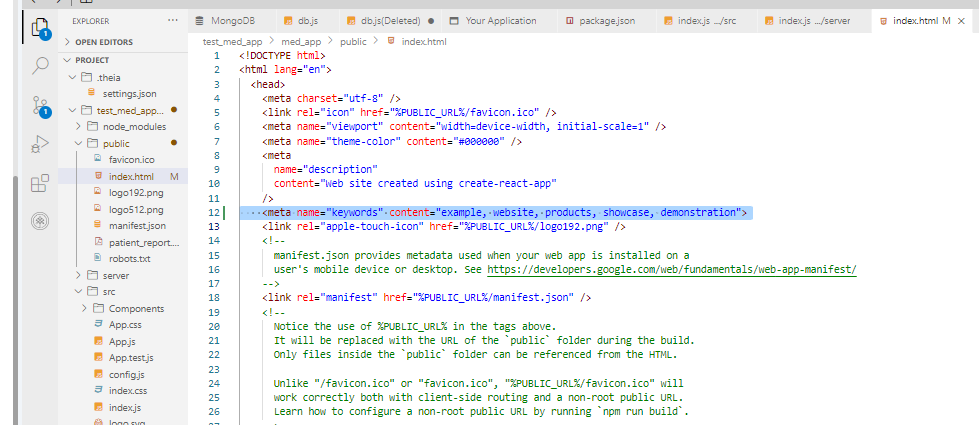 EXPLORER ···
MongoDB db.js db.js(Deleted) ● Your Application package.json index.js .../src index.js .../server index.html M ×
OPEN EDITORS
PROJECT
.theia
settings.json
test_med_app... ●
node_modules
public ●
favicon.ico
index.html M
logo192.png
logo512.png
manifest.json
patient_report....
robots.txt
server
src
Components
App.css
App.js
App.test.js
config.js
index.css
index.js
logo.svg
1
1
test_med_app > med_app > public > index.html
1 <!DOCTYPE html>
2 <html lang="en">
3 <head>
4 <meta charset="utf-8" />
5 <link rel="icon" href="%PUBLIC_URL%/favicon.ico" />
6 <meta name="viewport" content="width=device-width, initial-scale=1" />
7 <meta name="theme-color" content="#000000" />
8 <meta
9 name="description"
10 content="Web site created using create-react-app"
11 />
12 <meta name="keywords" content="example, website, products, showcase, demonstration">
13 <link rel="apple-touch-icon" href="%PUBLIC_URL%/logo192.png" />
14 <!--
15 manifest.json provides metadata used when your web app is installed on a
16 user's mobile device or desktop. See https://developers.google.com/web/fundamentals/web-app-manifest/
17 -->
18 <link rel="manifest" href="%PUBLIC_URL%/manifest.json" />
19 <!--
20 Notice the use of %PUBLIC_URL% in the tags above.
21 It will be replaced with the URL of the `public` folder during the build.
22 Only files inside the `public` folder can be referenced from the HTML.
23
24 Unlike "/favicon.ico" or "favicon.ico", "%PUBLIC_URL%/favicon.ico" will
25 work correctly both with client-side routing and a non-root public URL.
26 Learn how to configure a non-root public URL by running `npm run build`.
27